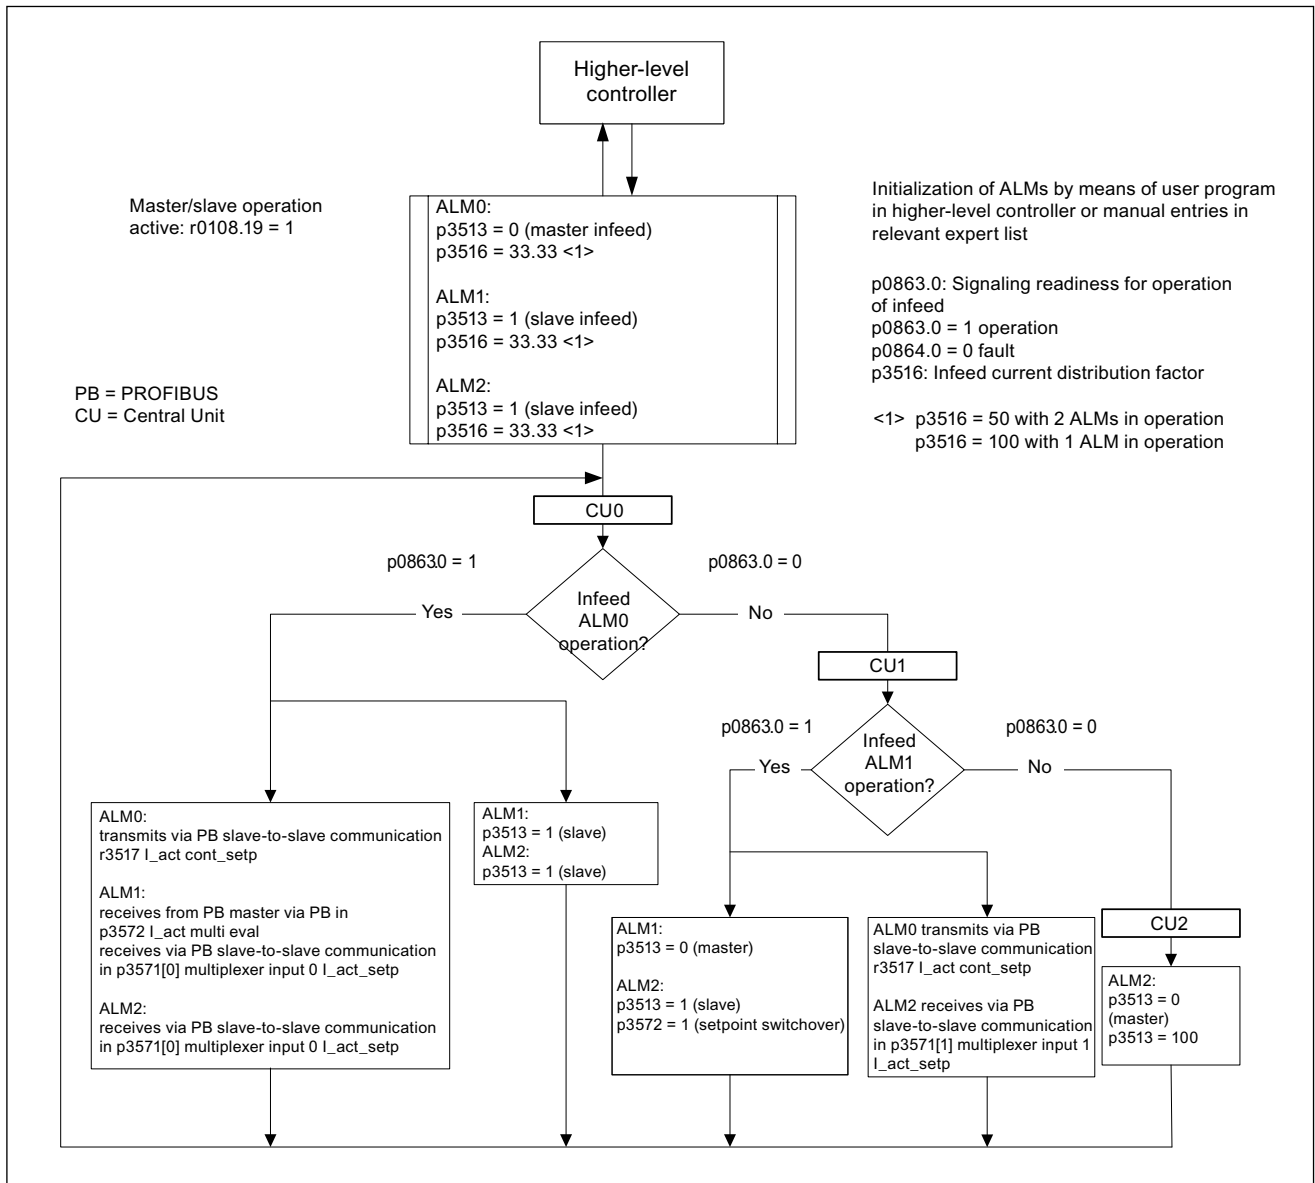 Higher-level
controller
Master/slave operation
active: r0108.19 = 1
PB = PROFIBUS
CU = Central Unit
ALM0:
p3513 = 0 (master infeed)
p3516 = 33.33 <1>
ALM1:
p3513 = 1 (slave infeed)
p3516 = 33.33 <1>
ALM2:
p3513 = 1 (slave infeed)
p3516 = 33.33 <1>
Initialization of ALMs by means of user program
in higher-level controller or manual entries in
relevant expert list
p0863.0: Signaling readiness for operation
of infeed
p0863.0 = 1 operation
p0864.0 = 0 fault
p3516: Infeed current distribution factor
<1> p3516 = 50 with 2 ALMs in operation
p3516 = 100 with 1 ALM in operation
CU0
p0863.0 = 1
p0863.0 = 0
Yes
Infeed
ALM0
operation?
No
CU1
p0863.0 = 1
p0863.0 = 0
Yes
Infeed
ALM1
operation?
No
ALM0:
transmits via PB slave-to-slave communication
r3517 I_act cont_setp
ALM1:
receives from PB master via PB in
p3572 I_act multi eval
receives via PB slave-to-slave communication
in p3571[0] multiplexer input 0 I_act_setp
ALM2:
receives via PB slave-to-slave communication
in p3571[0] multiplexer input 0 I_act_setp
ALM1:
p3513 = 1 (slave)
ALM2:
p3513 = 1 (slave)
ALM1:
p3513 = 0 (master)
ALM2:
p3513 = 1 (slave)
p3572 = 1 (setpoint switchover)
ALM0 transmits via PB
slave-to-slave communication
r3517 I_act cont_setp
ALM2 receives via PB
slave-to-slave communication
in p3571[1] multiplexer input 1
I_act_setp
CU2
ALM2:
p3513 = 0
(master)
p3513 = 100